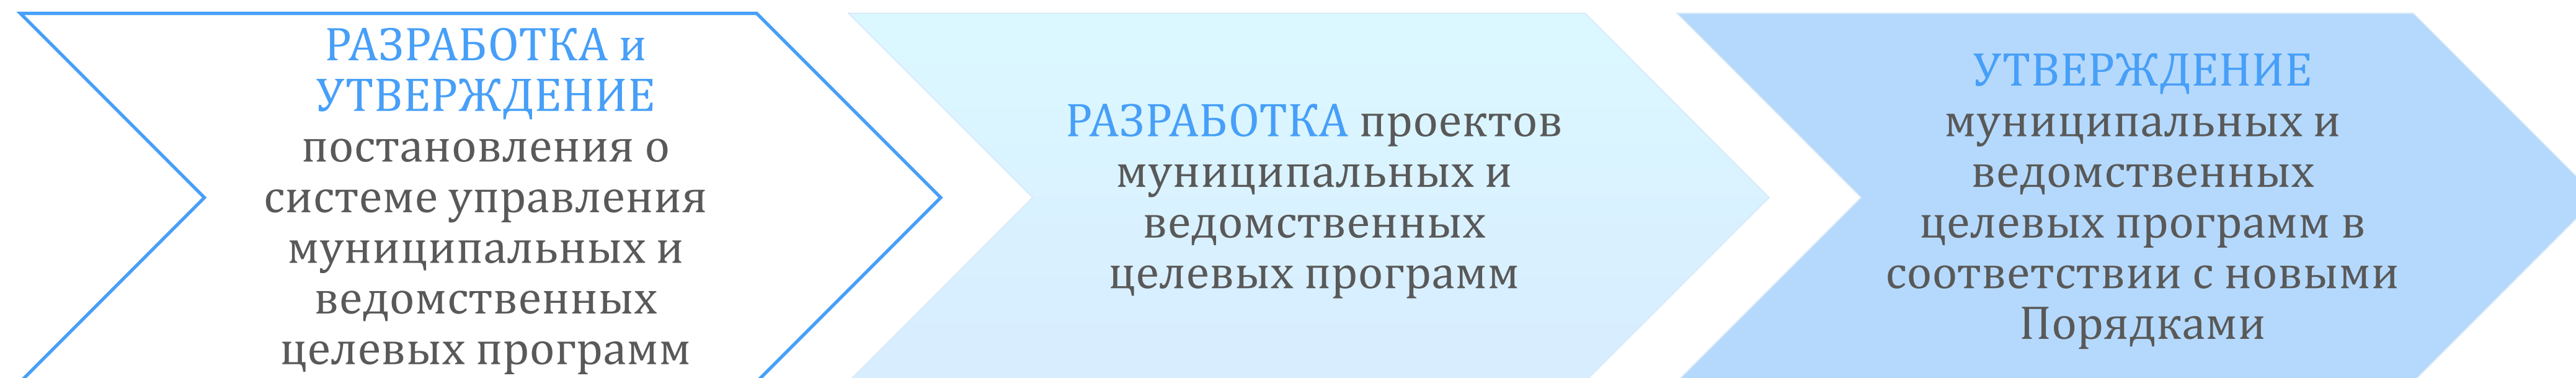 РАЗРАБОТКА и
УТВЕРЖДЕНИЕ
постановления о
системе управления
муниципальных и
ведомственных
целевых программ
РАЗРАБОТКА проектов
муниципальных и
ведомственных
целевых программ
УТВЕРЖДЕНИЕ
муниципальных и
ведомственных
целевых программ в
соответствии с новыми
Порядками